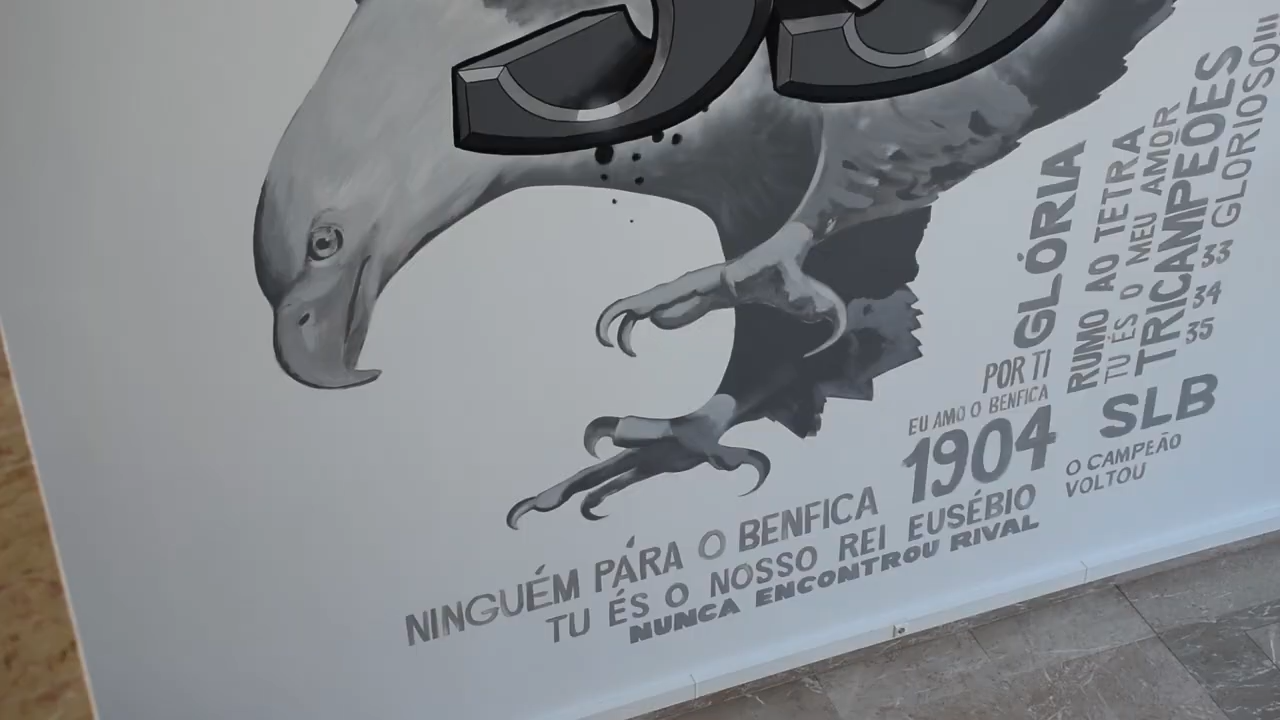 35
GLÓRIA
RUMO AO TETRA
TU ÉS O MEU AMOR
TRICAMPEÕES
GLORIOSO!!!
33
34
35
POR TI
EU AMO O BENFICA
1904
SLB
O CAMPEÃO
VOLTOU
NINGUÉM PÁRA O BENFICA
TU ÉS O NOSSO REI EUSÉBIO
NUNCA ENCONTROU RIVAL